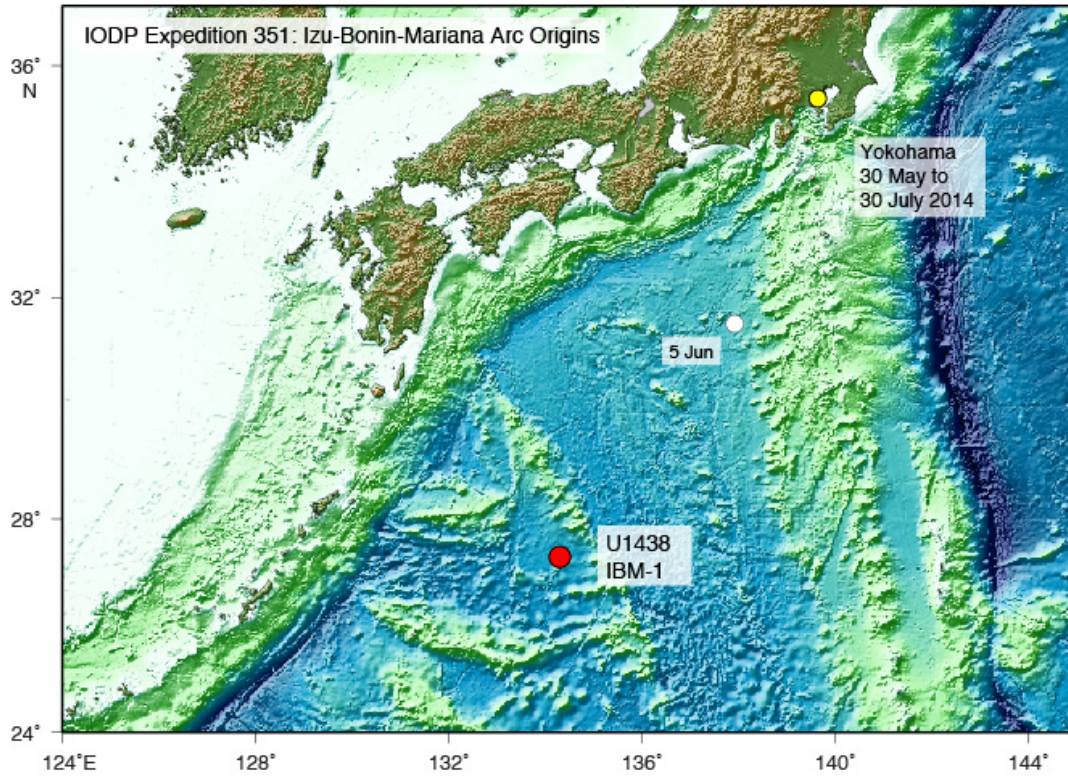 IODP Expedition 351: Izu-Bonin-Mariana Arc Origins
36°
N
Yokohama
30 May to
30 July 2014
32°
5 Jun
28°
U1438
IBM-1
24°
124°E
128°
132°
136°
140°
144°